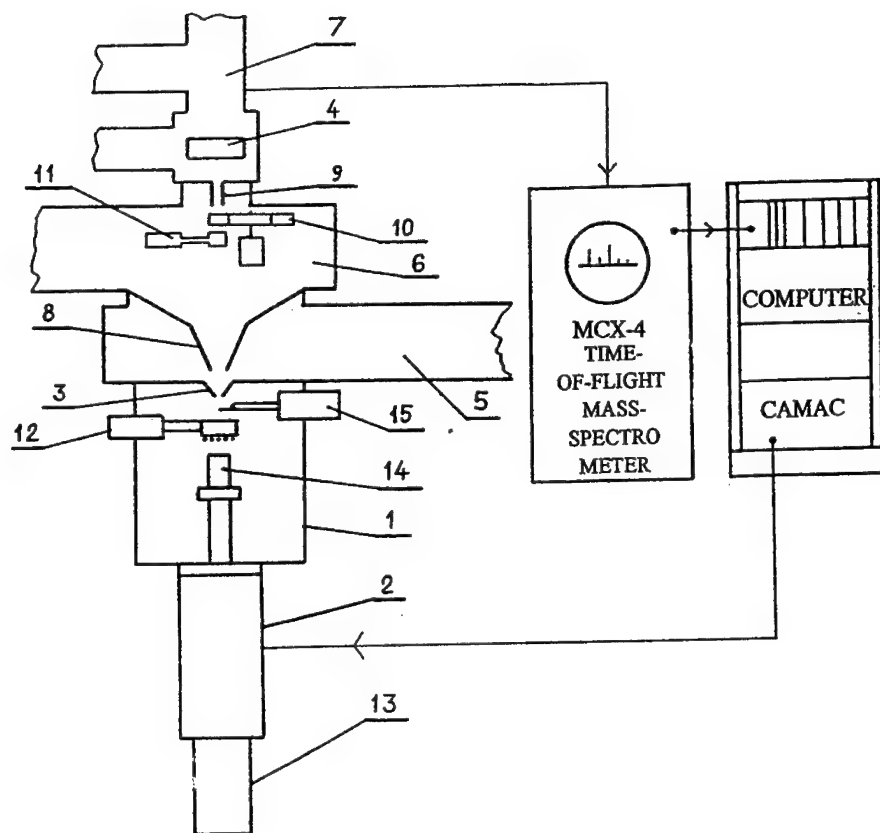 7
4
11
9
10
6
8
3
5
12
15
14
1
2
13
MCX-4
TIME-
OF-FLIGHT
MASS-
SPECTRO
METER
COMPUTER
CAMAC